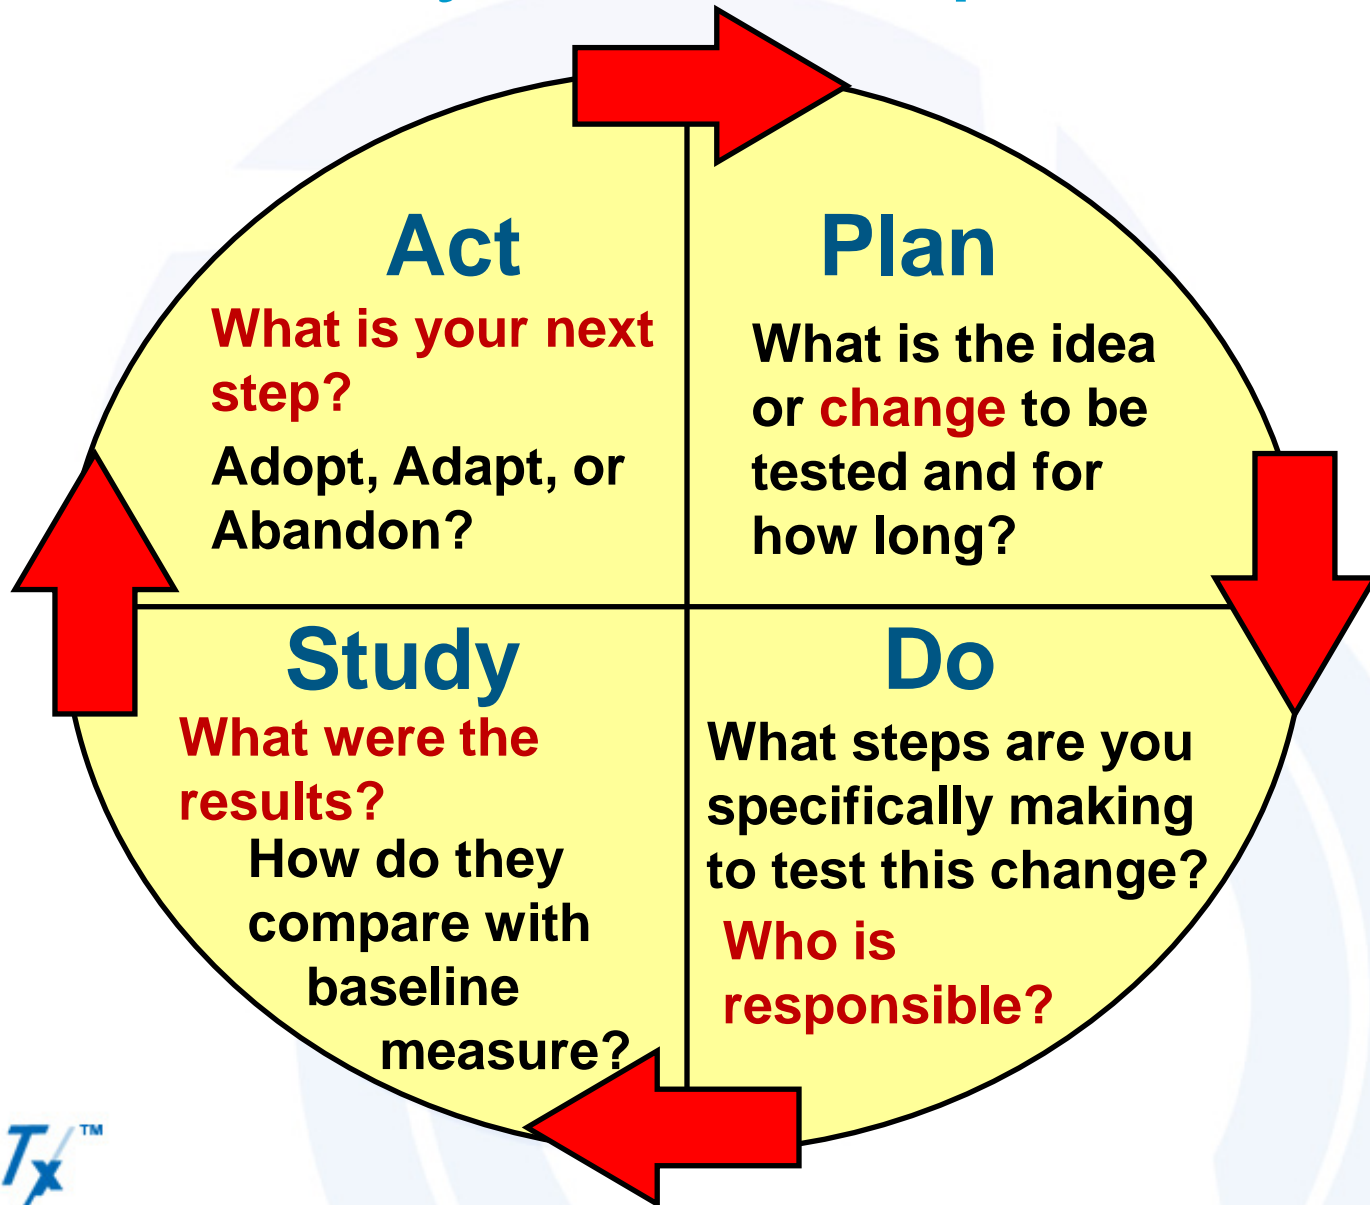 Act
What is your next
step?
Adopt, Adapt, or
Abandon?
Plan
What is the idea
or change to be
tested and for
how long?
Do
What steps are you
specifically making
to test this change?
Who is
responsible?
Study
What were the
results?
How do they
compare with
baseline
measure?
Tx™